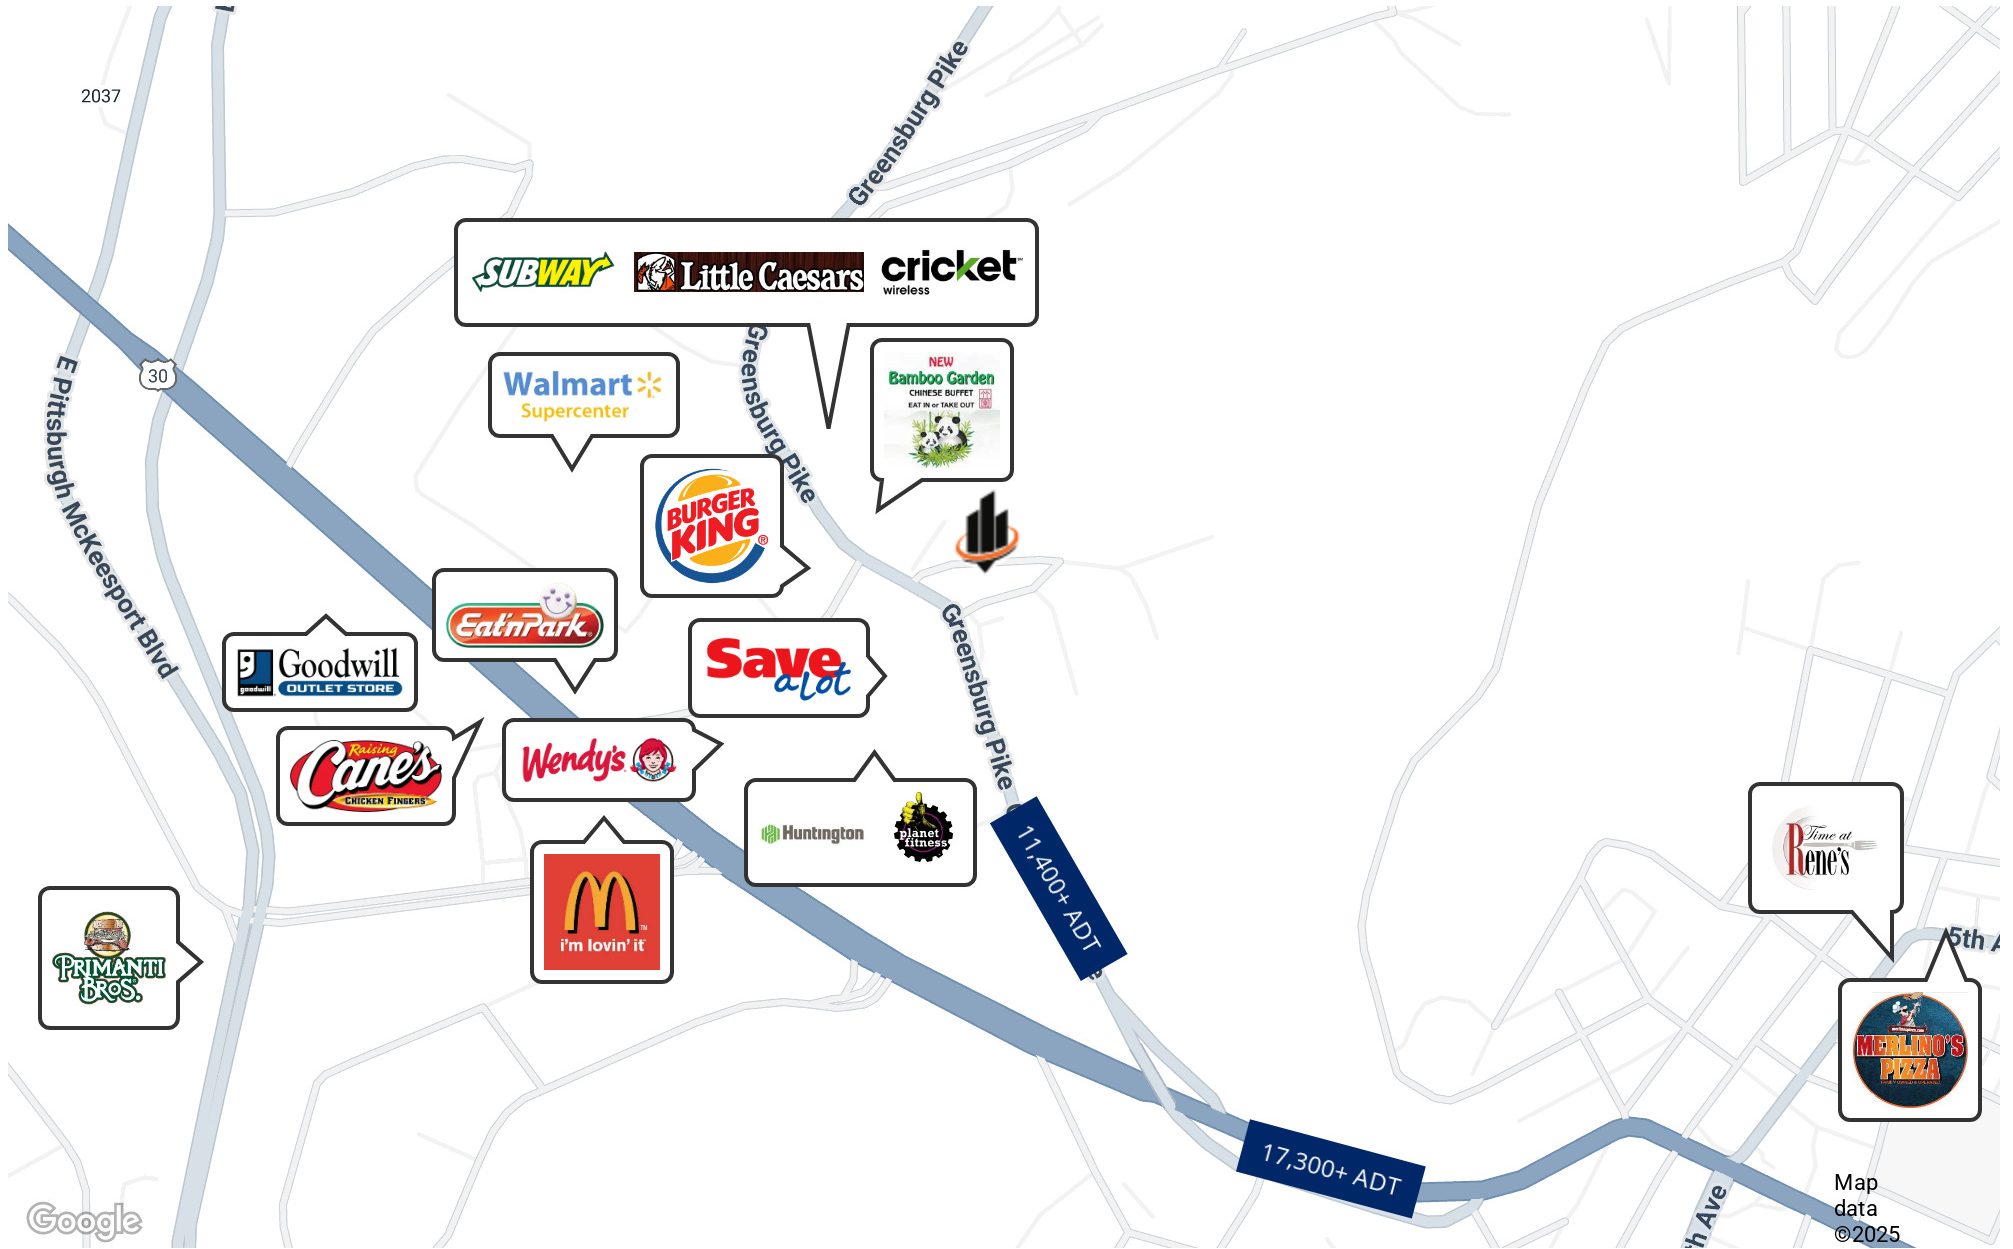 2037
Greensburg Pike
SUBWAY
Little Caesars
cricket
wireless
30
E Pittsburgh McKeesport Blvd
Walmart
Supercenter
Greensburg Pike
NEW
Bamboo Garden
CHINESE BUFFET
EAT IN or TAKE OUT
BURGER
KING
Eat'nPark
goodwill
Goodwill
OUTLET STORE
Save
a Lot
Greensburg Pike
Raising
Cane's
CHICKEN FINGERS
Wendy's
Huntington
planet
fitness
11,400+ ADT
i'm lovin' it
PRIMANTI
BROS.
Time at
Rene's
5th A
MERLINO'S
PIZZA
17,300+ ADT
h Ave
Map
data
©2025
Google